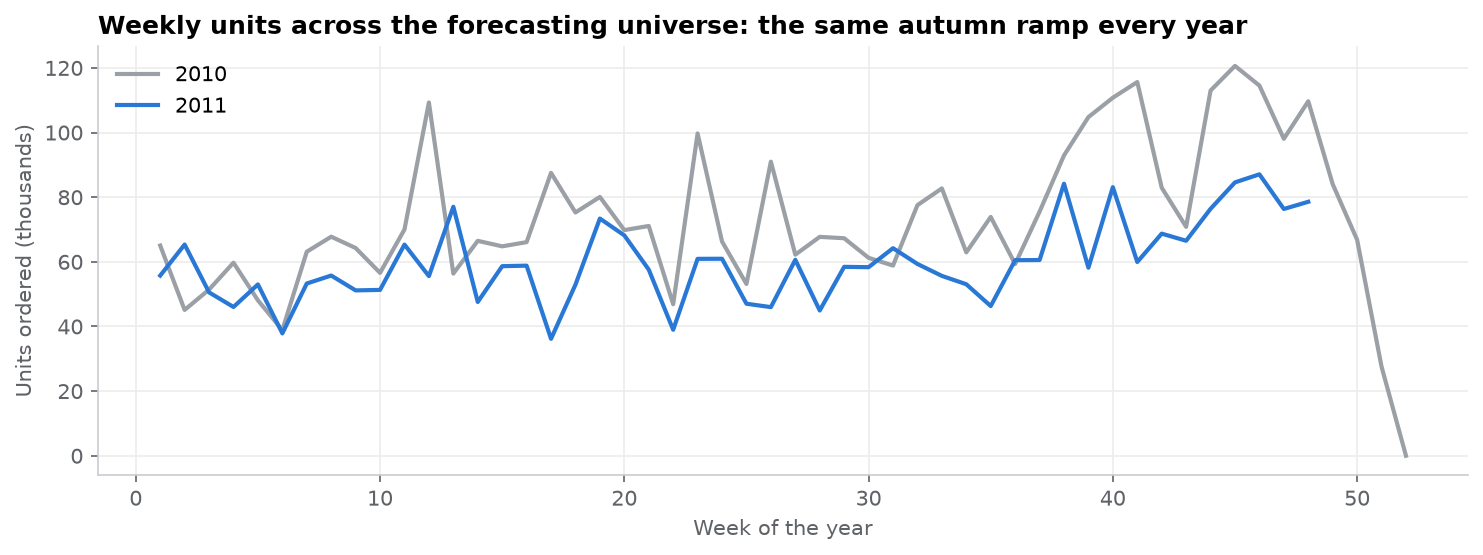 Weekly units across the forecasting universe: the same autumn ramp every year
2010
2011
Units ordered (thousands)
120
100
80
60
40
20
0
0 10 20 30 40 50
Week of the year